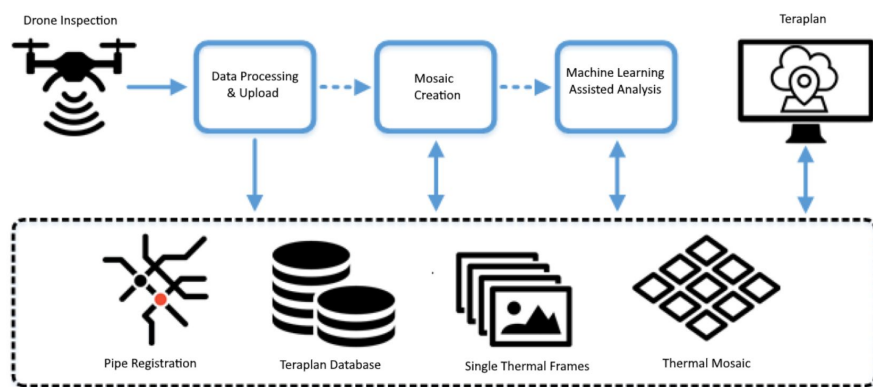 Drone Inspection
Teraplan
Data Processing
& Upload
Mosaic
Creation
Machine Learning
Assisted Analysis
Pipe Registration
Teraplan Database
Single Thermal Frames
Thermal Mosaic